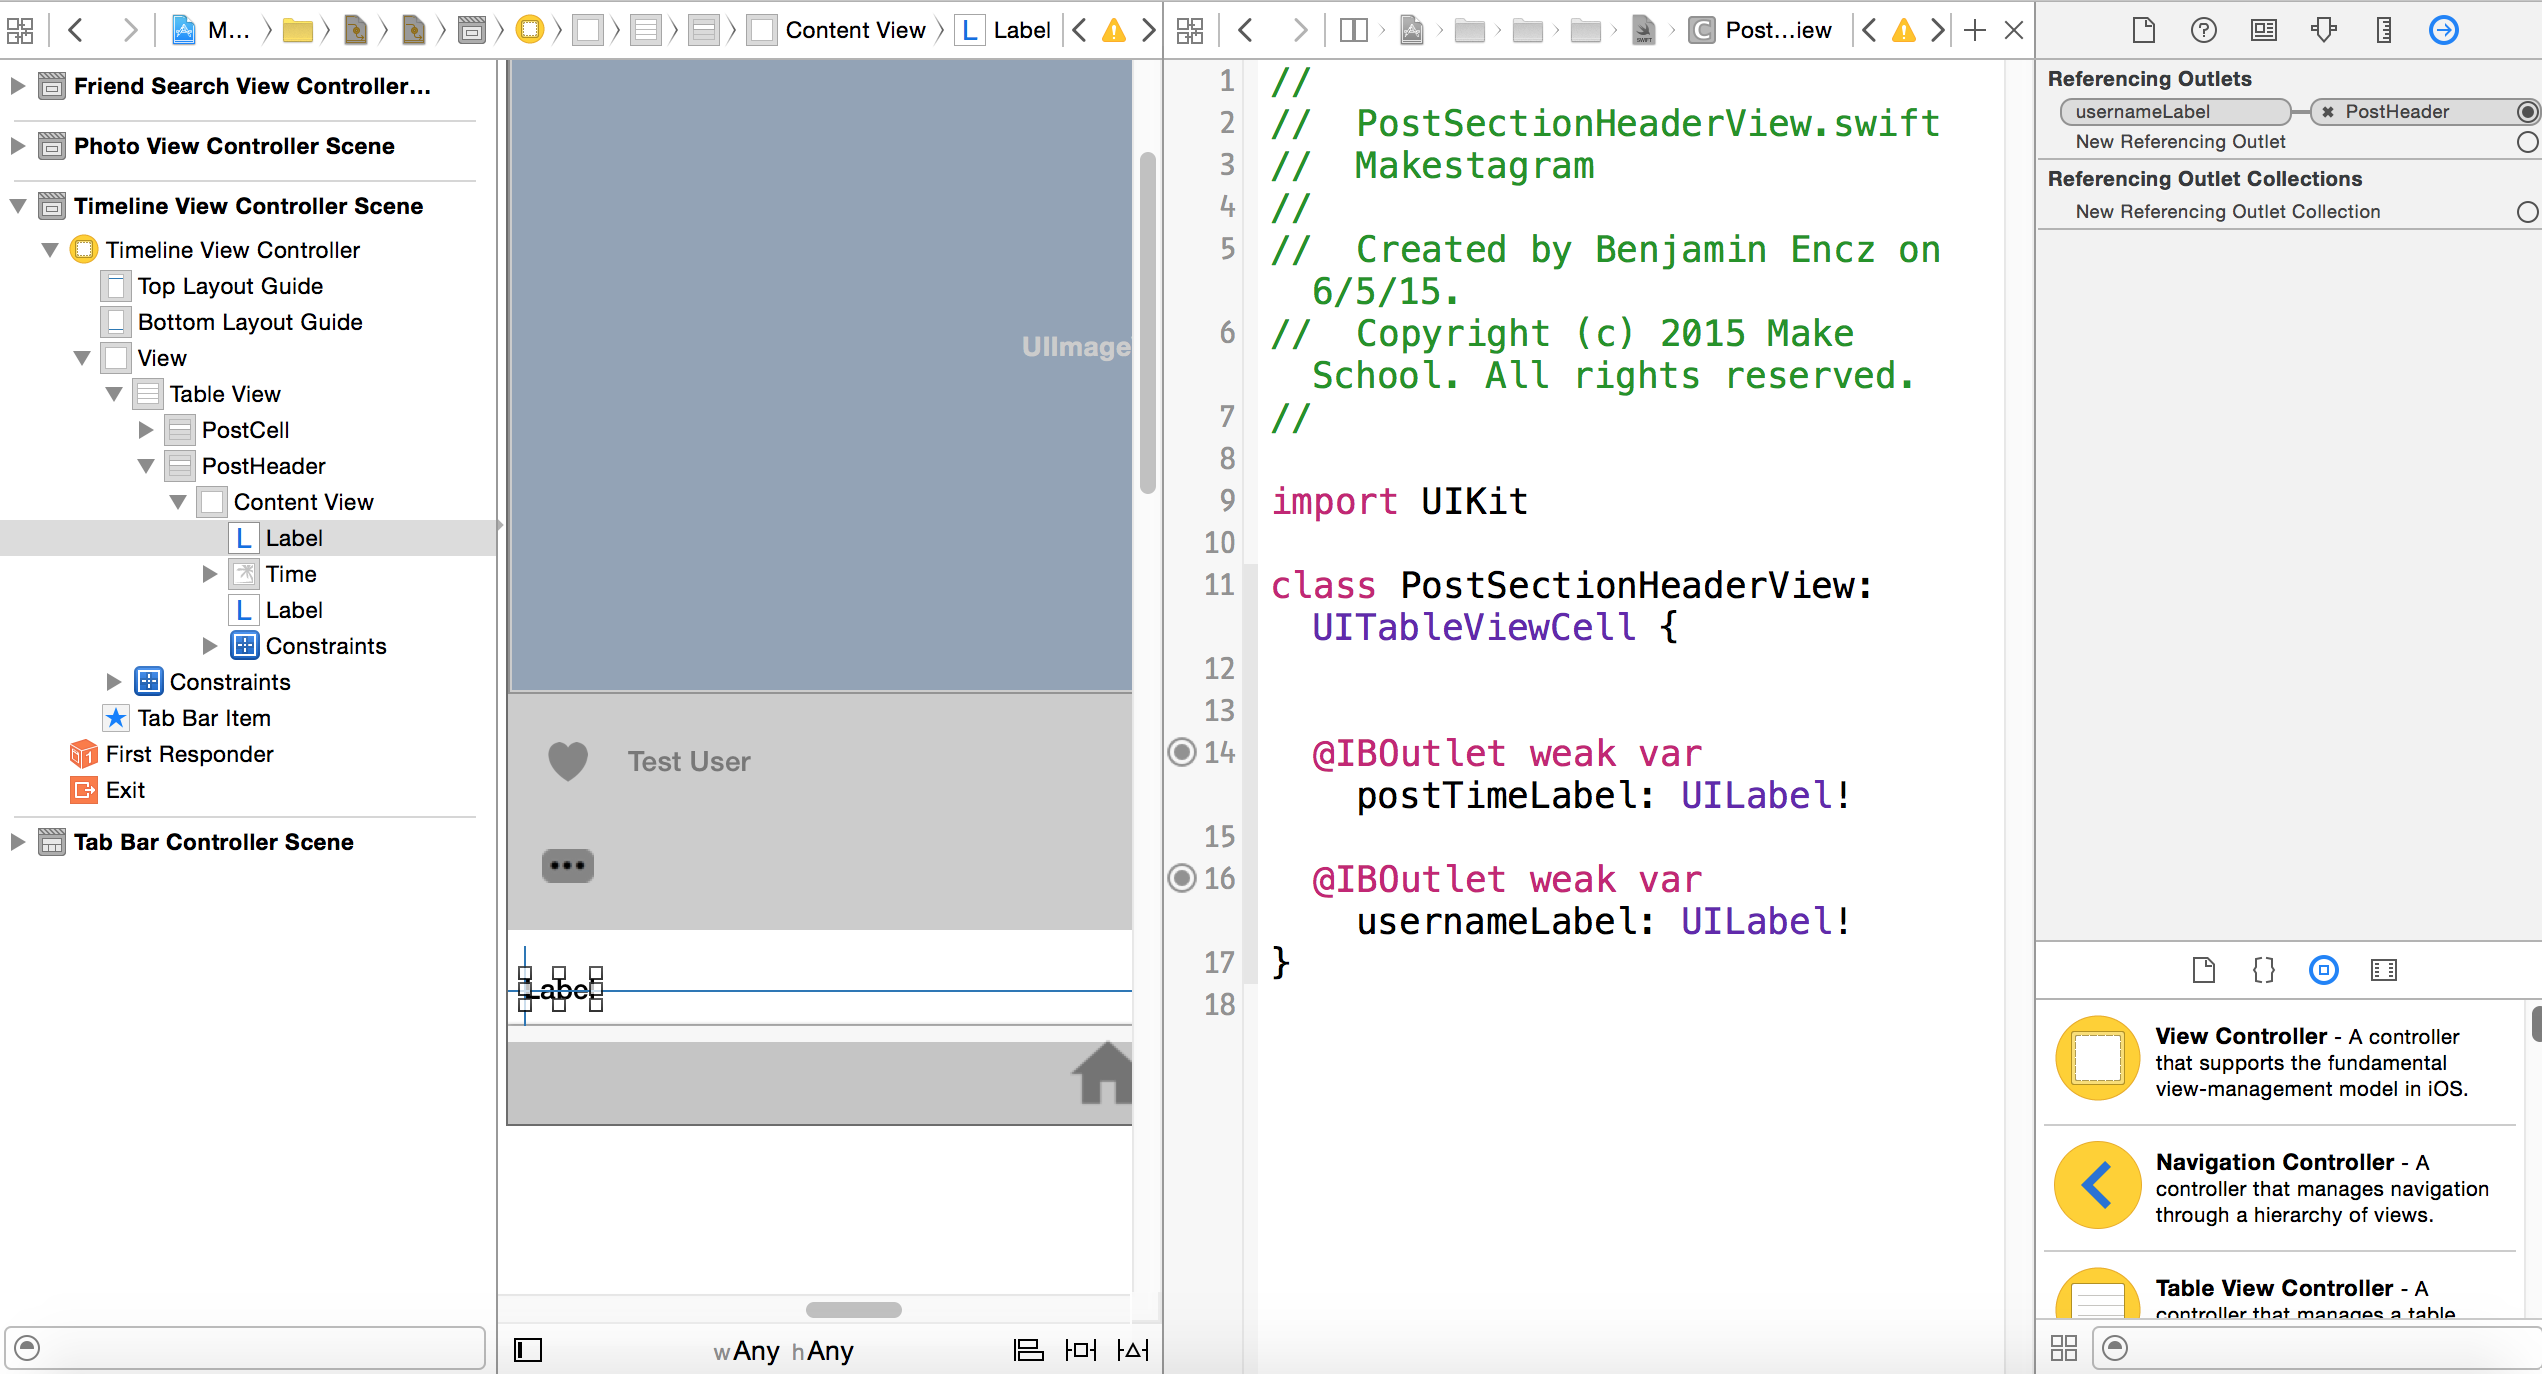 M...
Content View
Label
Post...iew
Friend Search View Controller...
Photo View Controller Scene
Timeline View Controller Scene
Timeline View Controller
Top Layout Guide
Bottom Layout Guide
View
Table View
PostCell
PostHeader
Content View
Label
Time
Label
Constraints
Constraints
Tab Bar Item
First Responder
Exit
Tab Bar Controller Scene
UIImage
Test User
Label
wAny hAny
1 //
2 //  PostSectionHeaderView.swift
3 //  Makestagram
4 //
5 //  Created by Benjamin Encz on
6/5/15.
6 //  Copyright (c) 2015 Make
School. All rights reserved.
7 //
8
9 import UIKit
10
11 class PostSectionHeaderView:
UITableViewCell {
12
13
14 @IBOutlet weak var
postTimeLabel: UILabel!
15
16 @IBOutlet weak var
usernameLabel: UILabel!
17 }
18
Referencing Outlets
usernameLabel
PostHeader
New Referencing Outlet
Referencing Outlet Collections
New Referencing Outlet Collection
View Controller - A controller
that supports the fundamental
view-management model in iOS.
Navigation Controller - A
controller that manages navigation
through a hierarchy of views.
Table View Controller - A
controller that manages a table